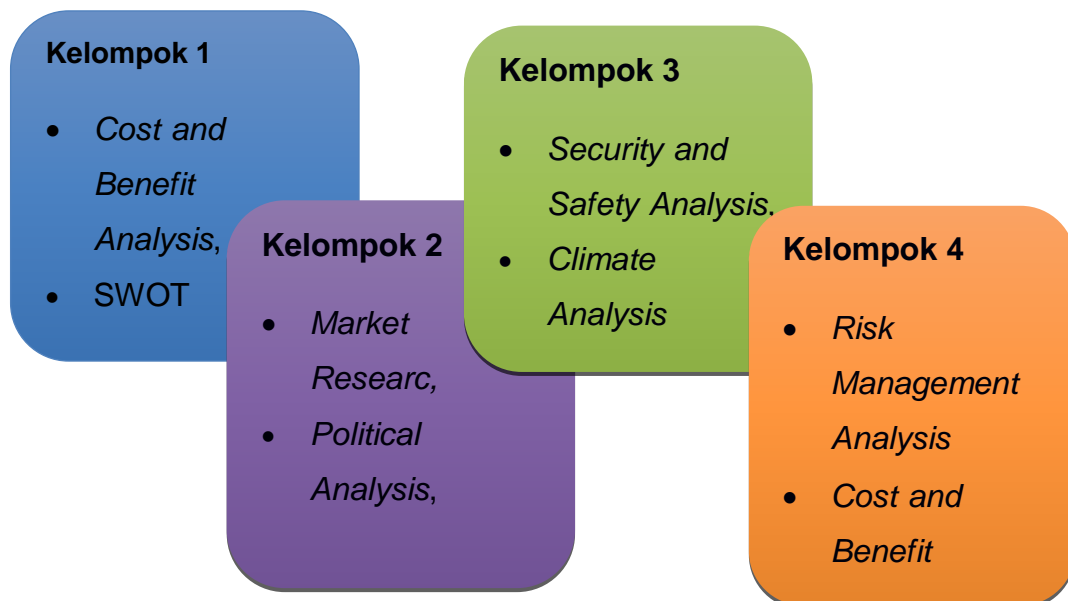 Kelompok 1
• Cost and
Benefit
Analysis,
• SWOT
Kelompok 2
• Market
Researc,
• Political
Analysis,
Kelompok 3
• Security and
Safety Analysis,
• Climate
Analysis
Kelompok 4
• Risk
Management
Analysis
• Cost and
Benefit